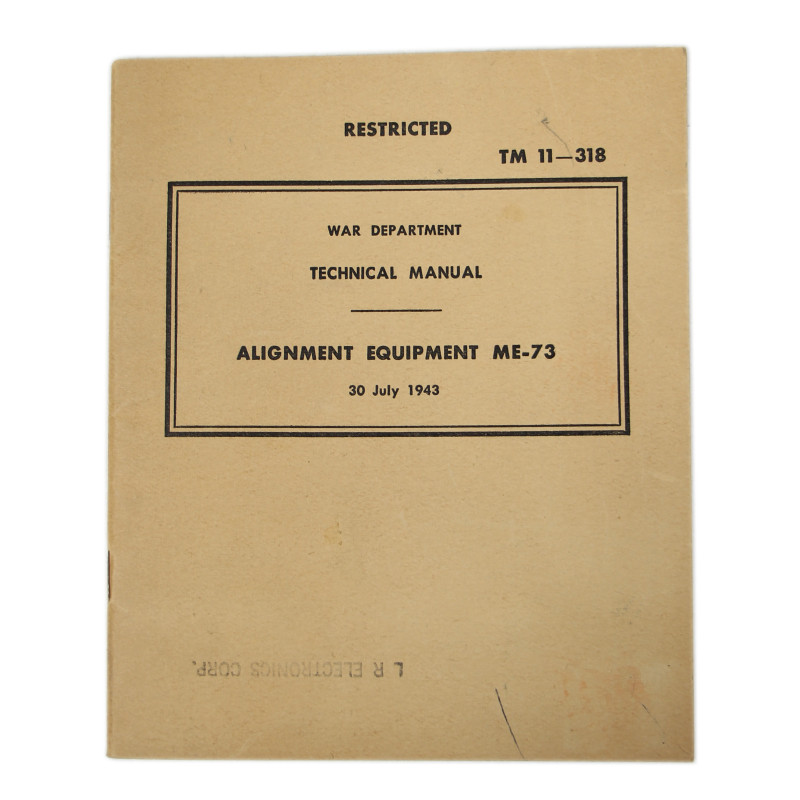 RESTRICTED
TM 11—318
WAR DEPARTMENT
TECHNICAL MANUAL
ALIGNMENT EQUIPMENT ME-73
30 July 1943
L R ELECTRONICS CORP.